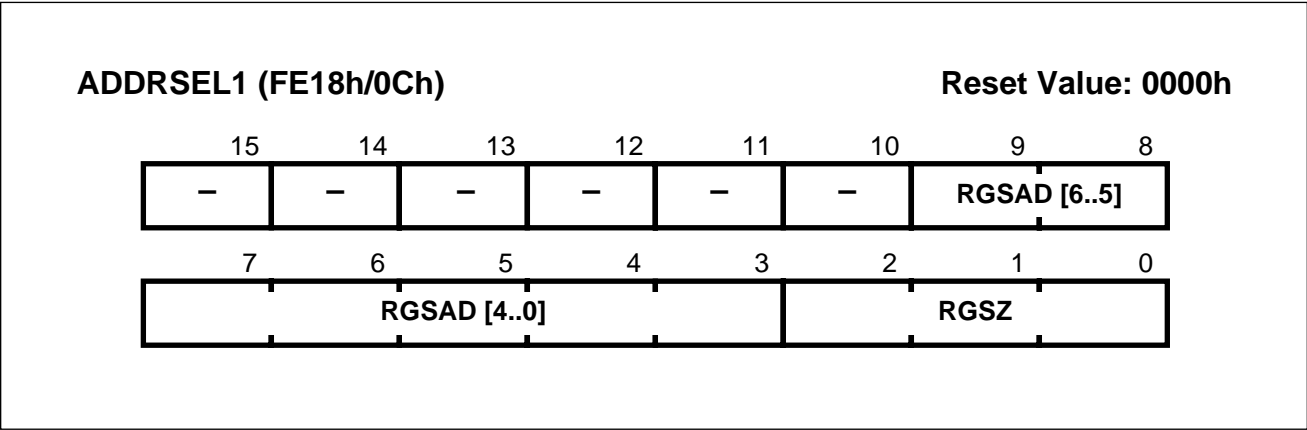 ADDRSEL1 (FE18h/0Ch) Reset Value: 0000h
15 14 13 12 11 10 9 8
– – – – – – RGSAD [6..5]
7 6 5 4 3 2 1 0
RGSAD [4..0] RGSZ